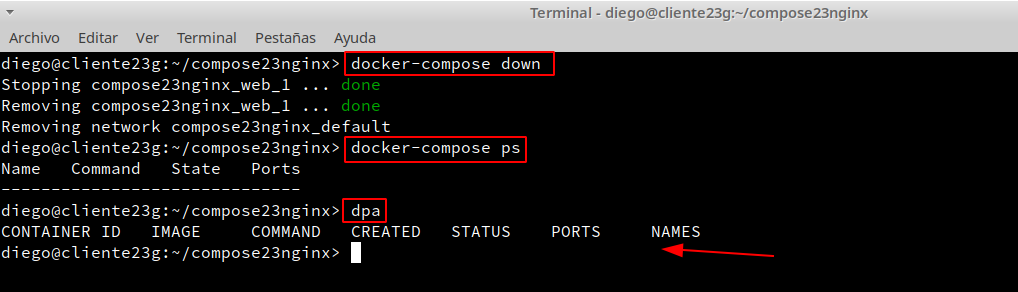 Terminal - diego@cliente23g:~/compose23nginx
Archivo Editar Ver Terminal Pestañas Ayuda
diego@cliente23g:~/compose23nginx> docker-compose down
Stopping compose23nginx_web_1 ... done
Removing compose23nginx_web_1 ... done
Removing network compose23nginx_default
diego@cliente23g:~/compose23nginx> docker-compose ps
Name   Command   State   Ports
------------------------------
diego@cliente23g:~/compose23nginx> dpa
CONTAINER ID   IMAGE     COMMAND   CREATED   STATUS    PORTS     NAMES
diego@cliente23g:~/compose23nginx>